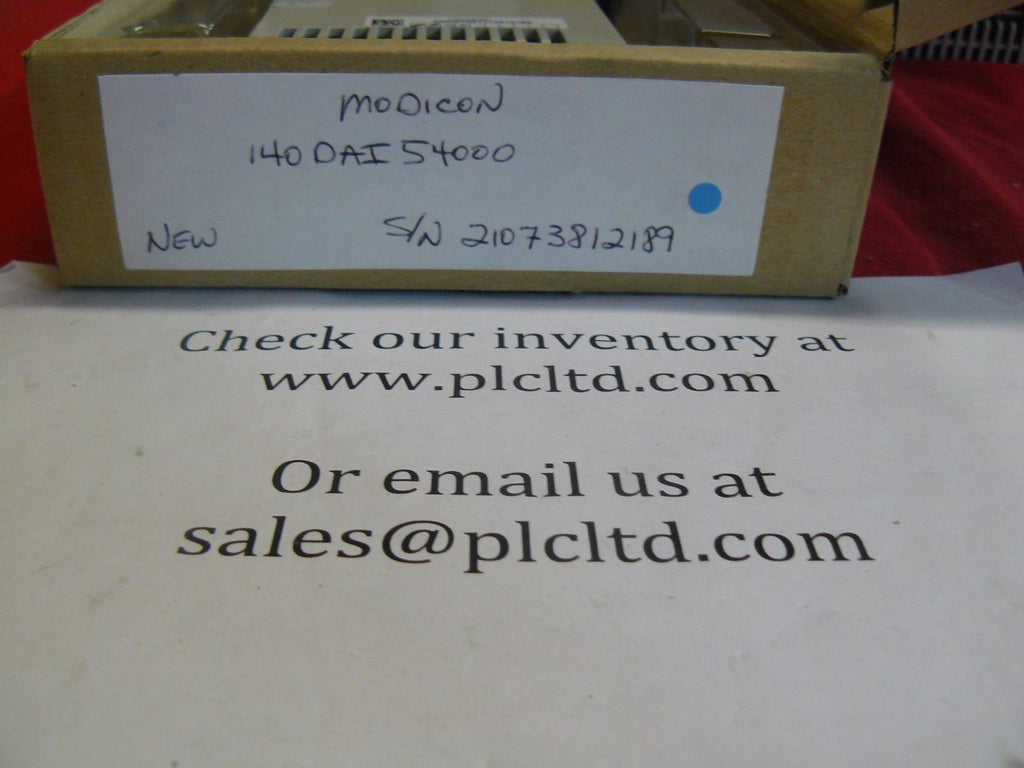 MODICON
140 DAI 54000
NEW S/N 21073812189
Check our inventory at
www.plcltd.com
Or email us at
sales@plcltd.com